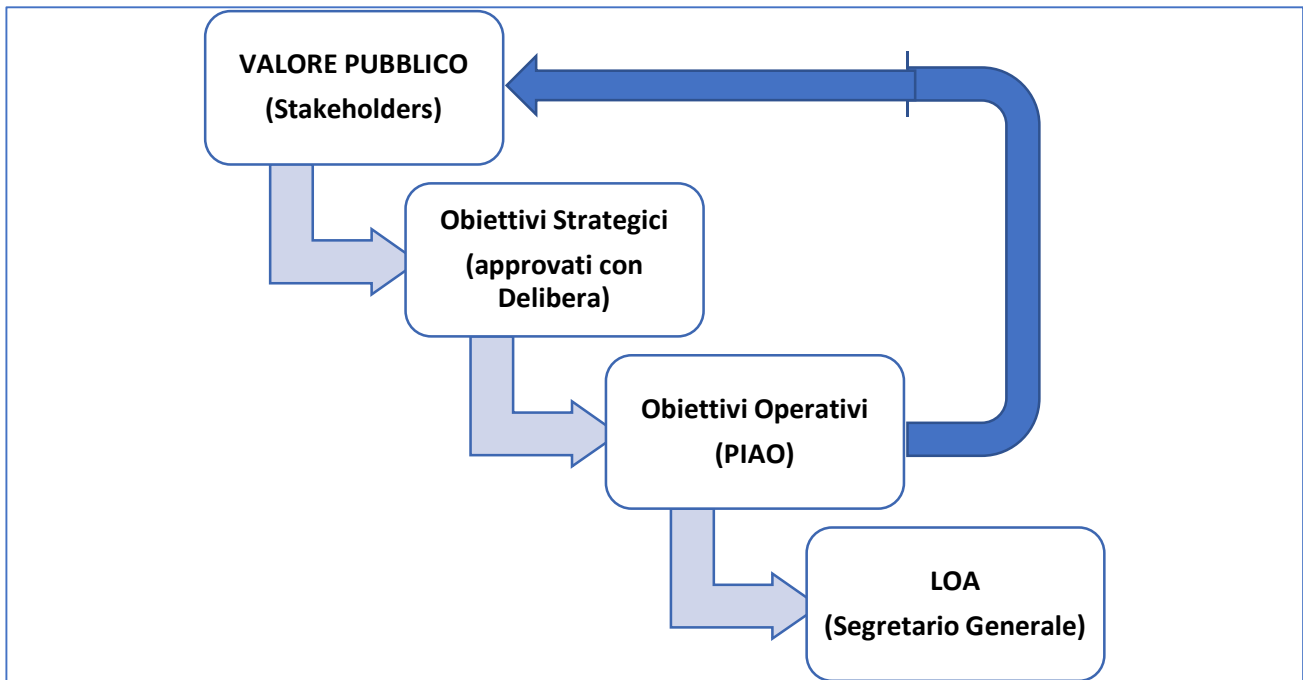 VALORE PUBBLICO
(Stakeholders)
Obiettivi Strategici
(approvati con
Delibera)
Obiettivi Operativi
(PIAO)
LOA
(Segretario Generale)